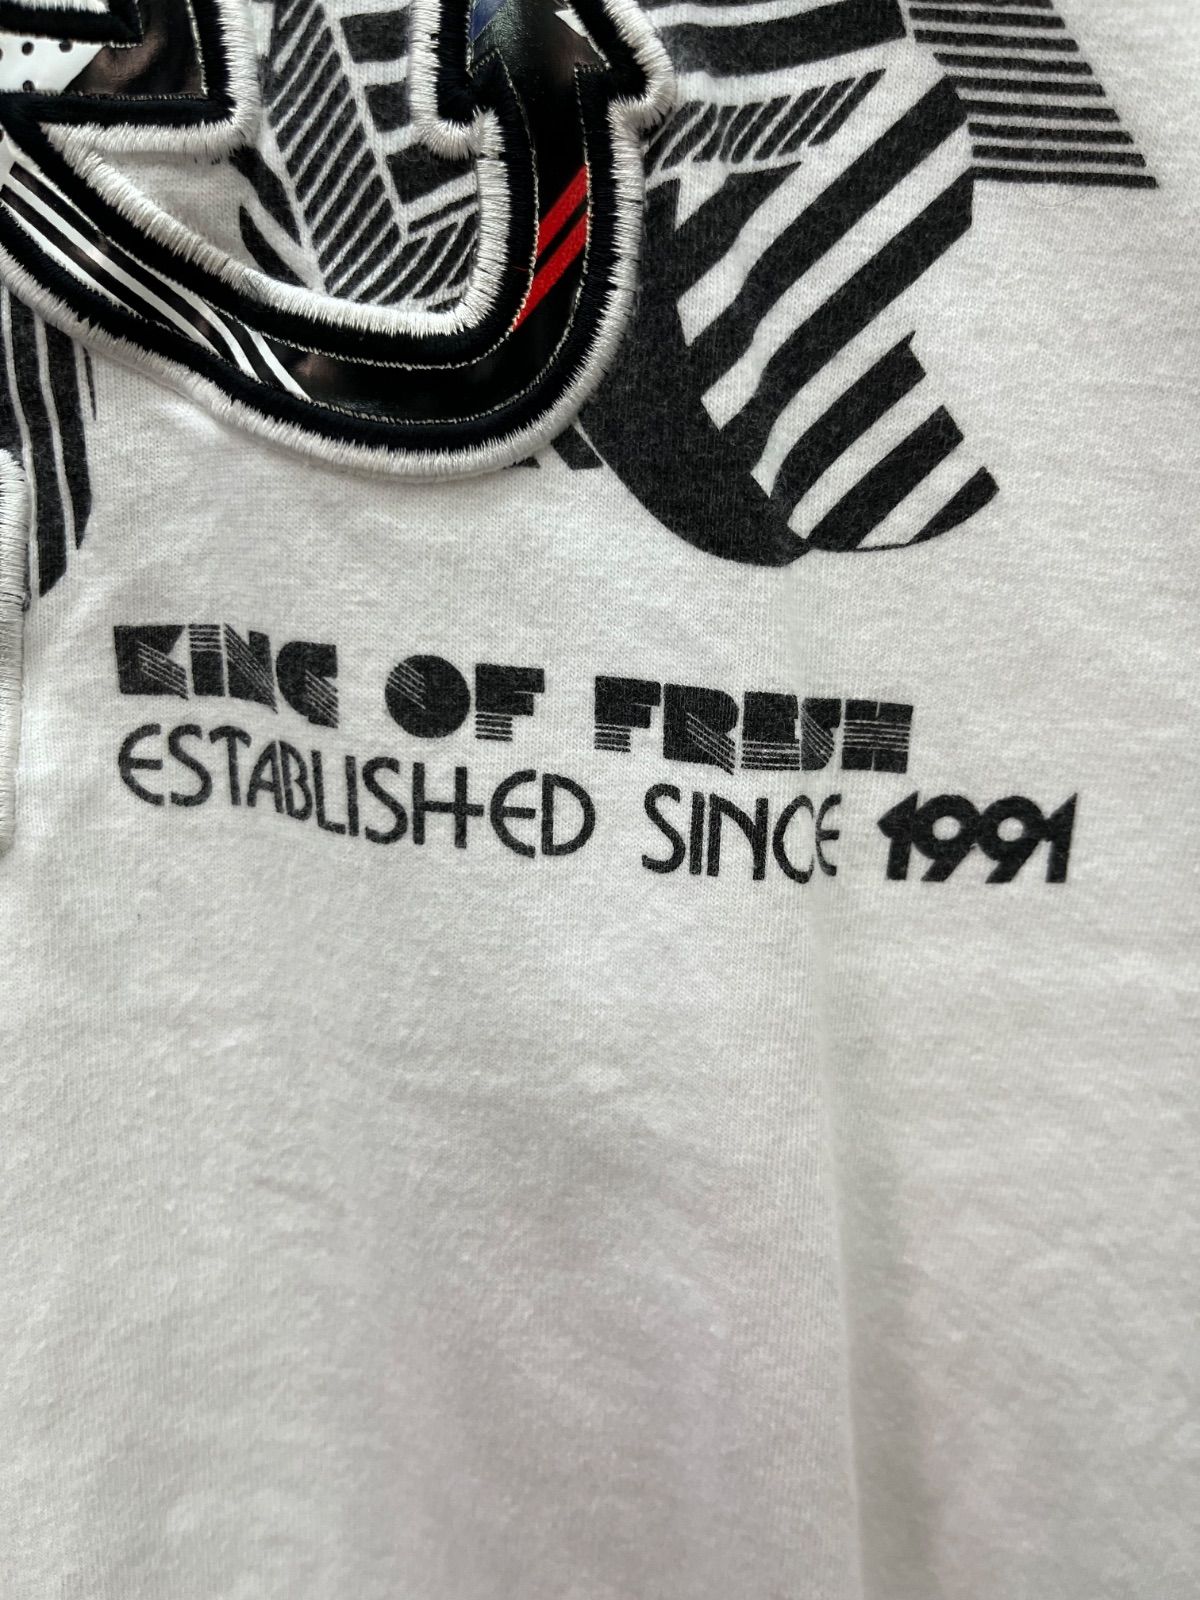 KING OF FRESH
ESTABLISHED SINCE 1991